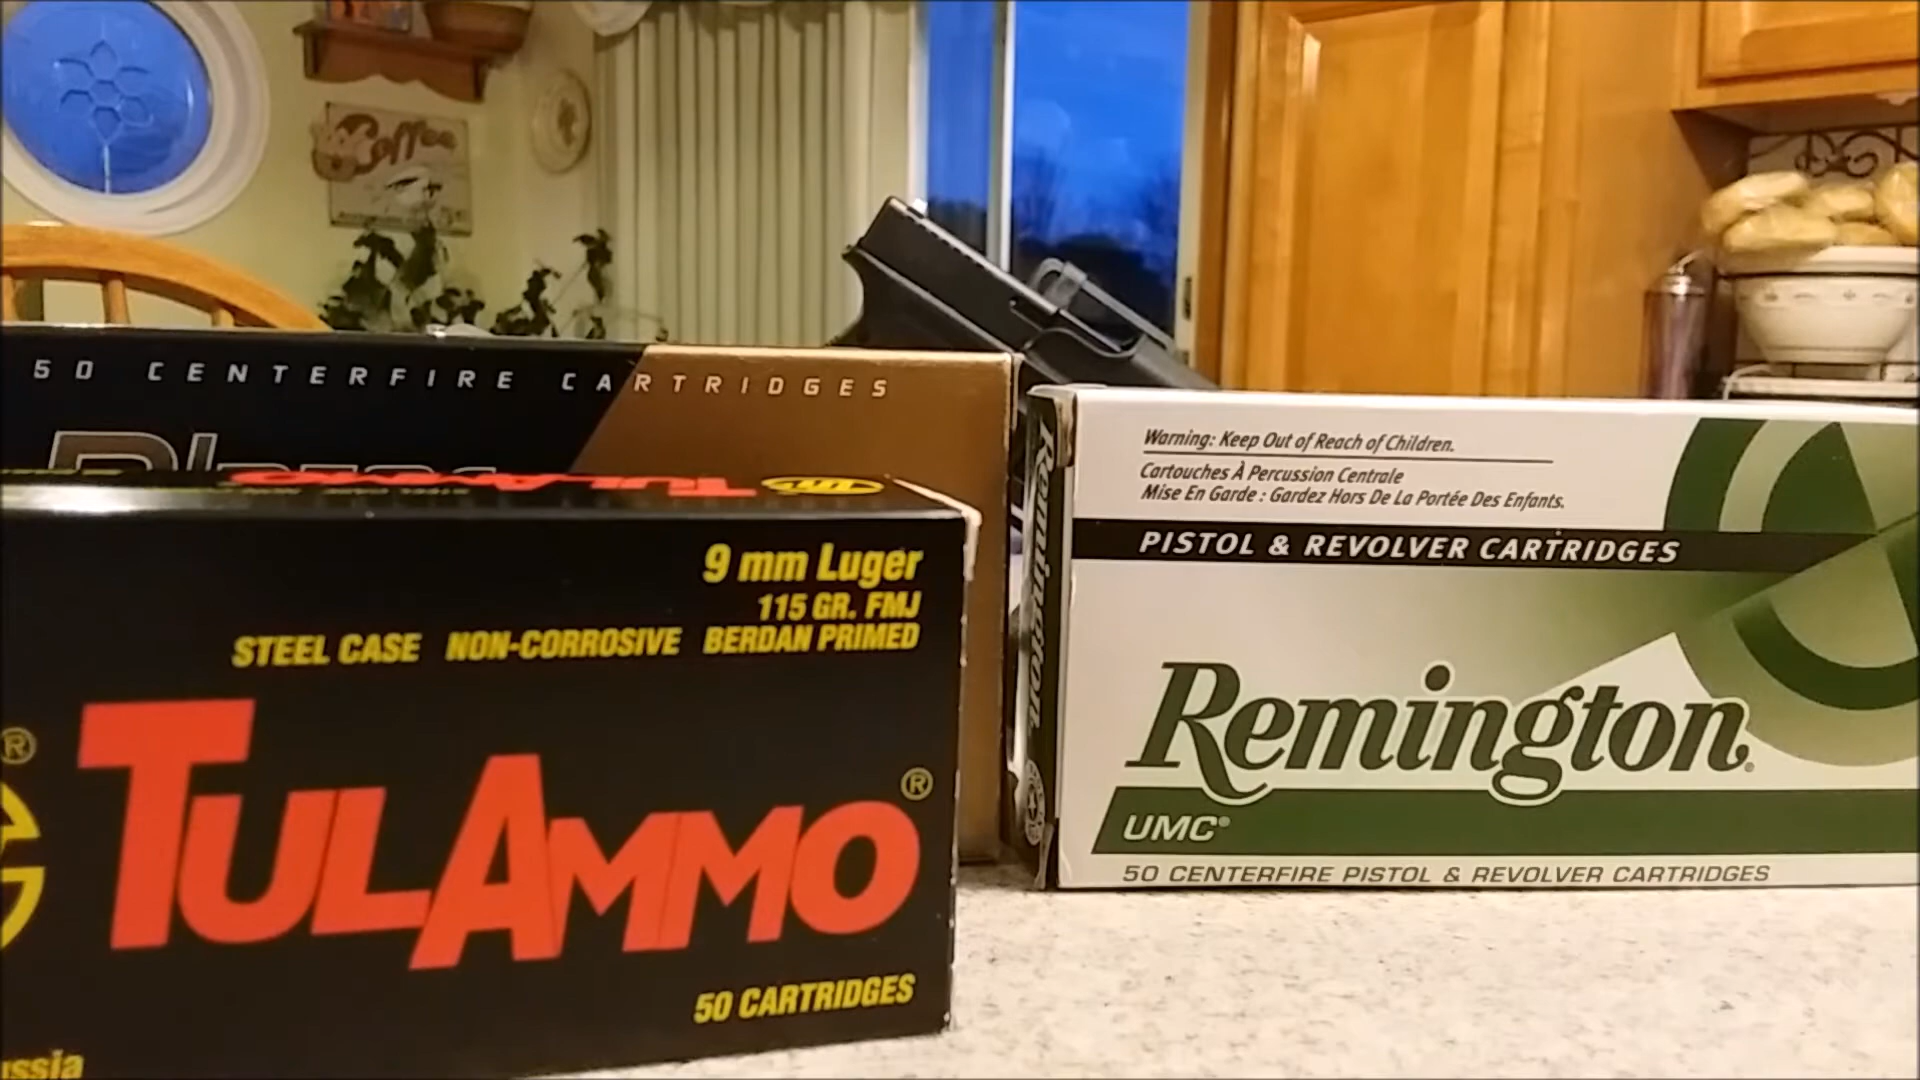 Coffee
50 CENTERFIRE CARTRIDGES
TULAMMO
9 mm Luger
115 GR. FMJ
STEEL CASE NON-CORROSIVE BERDAN PRIMED
®
TULAMMO®
50 CARTRIDGES
Remington
Warning: Keep Out of Reach of Children.
Cartouches À Percussion Centrale
Mise En Garde : Gardez Hors De La Portée Des Enfants.
PISTOL & REVOLVER CARTRIDGES
Remington.
UMC®
50 CENTERFIRE PISTOL & REVOLVER CARTRIDGES